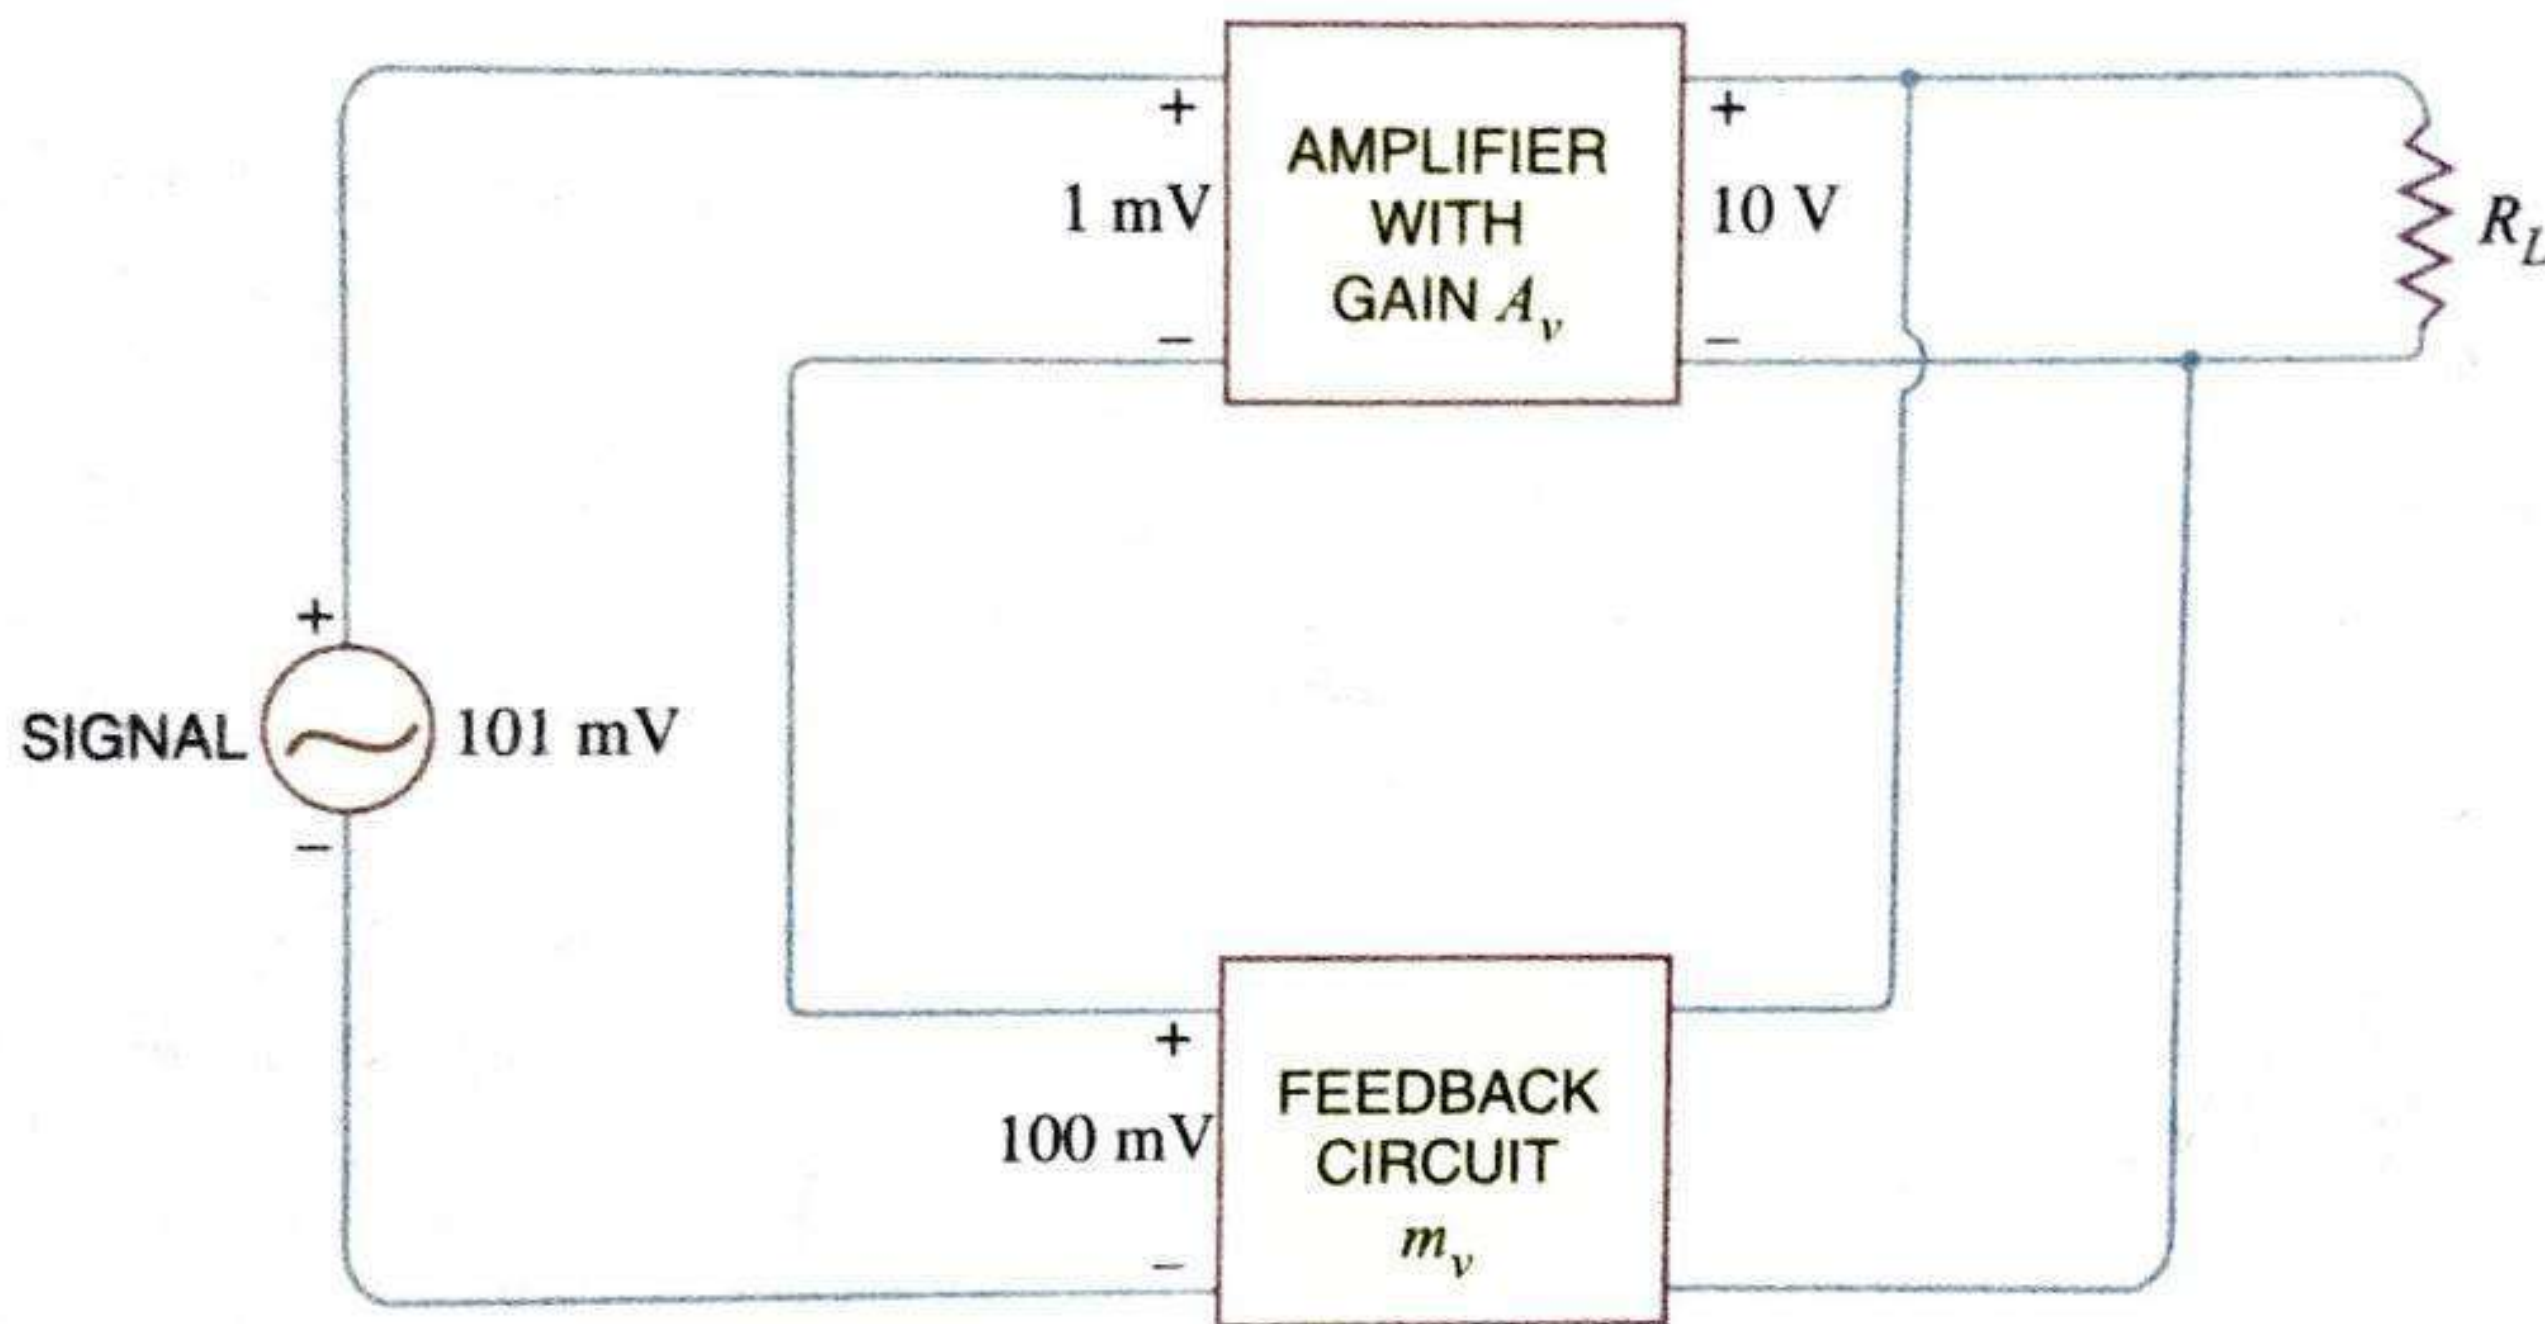 +
1 mV
−
AMPLIFIER
WITH
GAIN A_v
+
10 V
−
R_L
+
SIGNAL
101 mV
−
+
100 mV
−
FEEDBACK
CIRCUIT
m_v